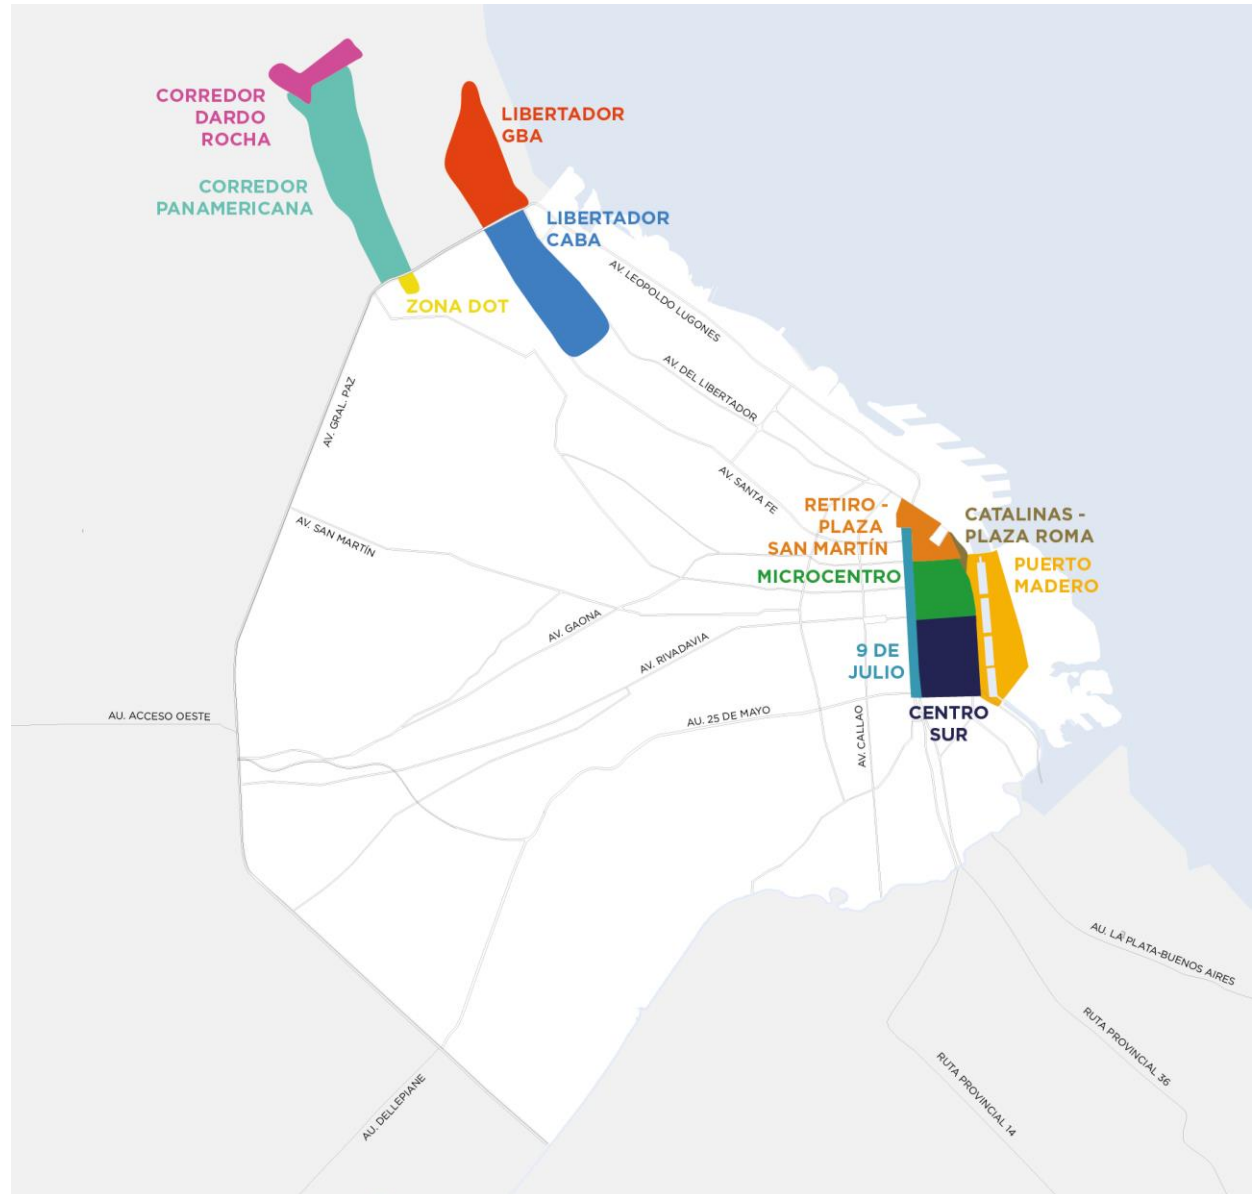 CORREDOR
DARDO
ROCHA
LIBERTADOR
GBA
CORREDOR
PANAMERICANA
LIBERTADOR
CABA
ZONA DOT
AV. LEOPOLDO LUGONES
AV. DEL LIBERTADOR
AV. GRAL. PAZ
AV. SANTA FE
RETIRO -
PLAZA
SAN MARTÍN
CATALINAS -
PLAZA ROMA
AV. SAN MARTÍN
MICROCENTRO
PUERTO
MADERO
AV. GAONA
AV. RIVADAVIA
9 DE
JULIO
AU. ACCESO OESTE
AU. 25 DE MAYO
AV. CALLAO
CENTRO
SUR
AU. LA PLATA-BUENOS AIRES
RUTA PROVINCIAL 36
RUTA PROVINCIAL 14
AU. DELLEPIANE